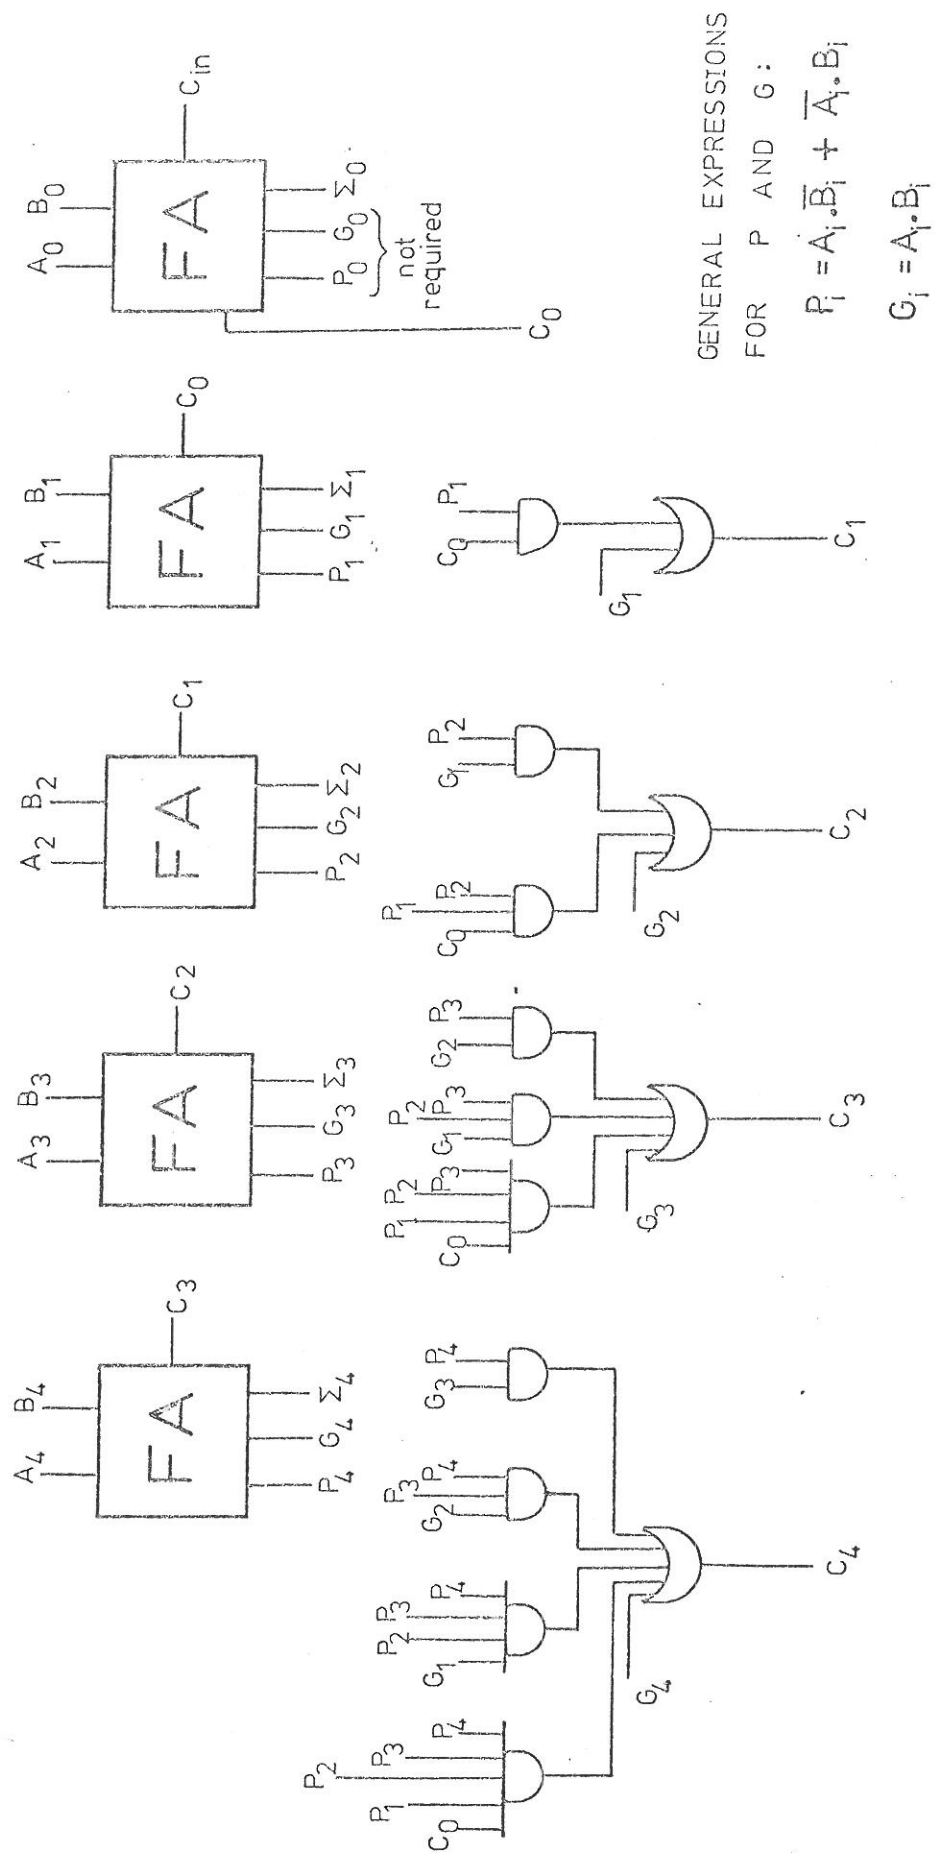 A4 B4 A3 B3 A2 B2 A1 B1 A0 B0
FA C3 FA C2 FA C1 FA C0 FA Cin
P4 G4 Σ4 P3 G3 Σ3 P2 G2 Σ2 P1 G1 Σ1 P0 G0 Σ0
not
required
C0
C0 P1 P2 P3 P4
G1 P2 P3 P4
G2 P3 P4
G3 P4
G4
C4
C0 P1 P2 P3
G1 P2 P3
G2 P3
G3
C3
C0 P1 P2
G1 P2
G2
C2
C0 P1
G1
C1
GENERAL EXPRESSIONS
FOR P AND G:
Pi = Ai.B̅i + A̅i.Bi
Gi = Ai.Bi